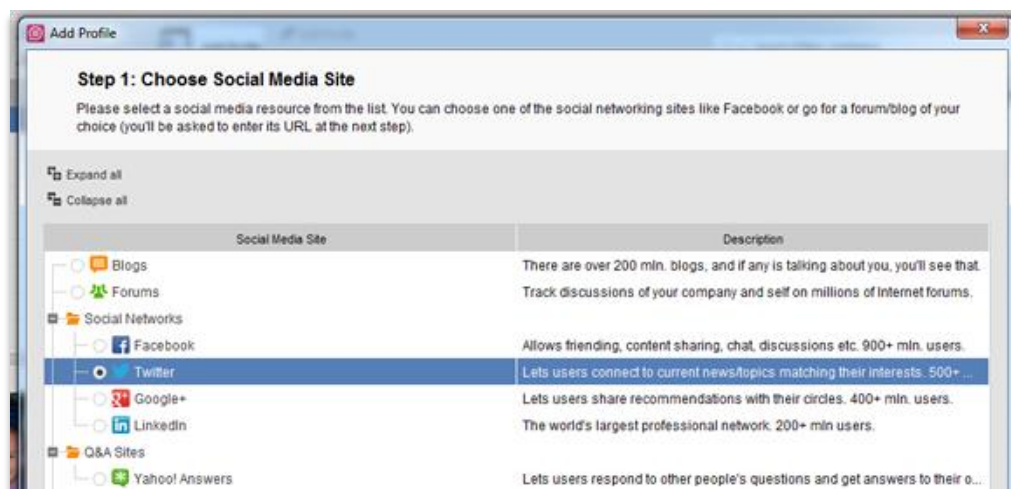 Add Profile
Step 1: Choose Social Media Site
Please select a social media resource from the list. You can choose one of the social networking sites like Facebook or go for a forum/blog of your
choice (you'll be asked to enter its URL at the next step).
Expand all
Collapse all
Social Media Site Description
Blogs There are over 200 mln. blogs, and if any is talking about you, you'll see that.
Forums Track discussions of your company and self on millions of Internet forums.
Social Networks
Facebook Allows friending, content sharing, chat, discussions etc. 900+ mln. users.
Twitter Lets users connect to current news/topics matching their interests. 500+ ...
Google+ Lets users share recommendations with their circles. 400+ mln. users.
LinkedIn The world's largest professional network. 200+ mln users.
Q&A Sites
Yahoo! Answers Lets users respond to other people's questions and get answers to their o...